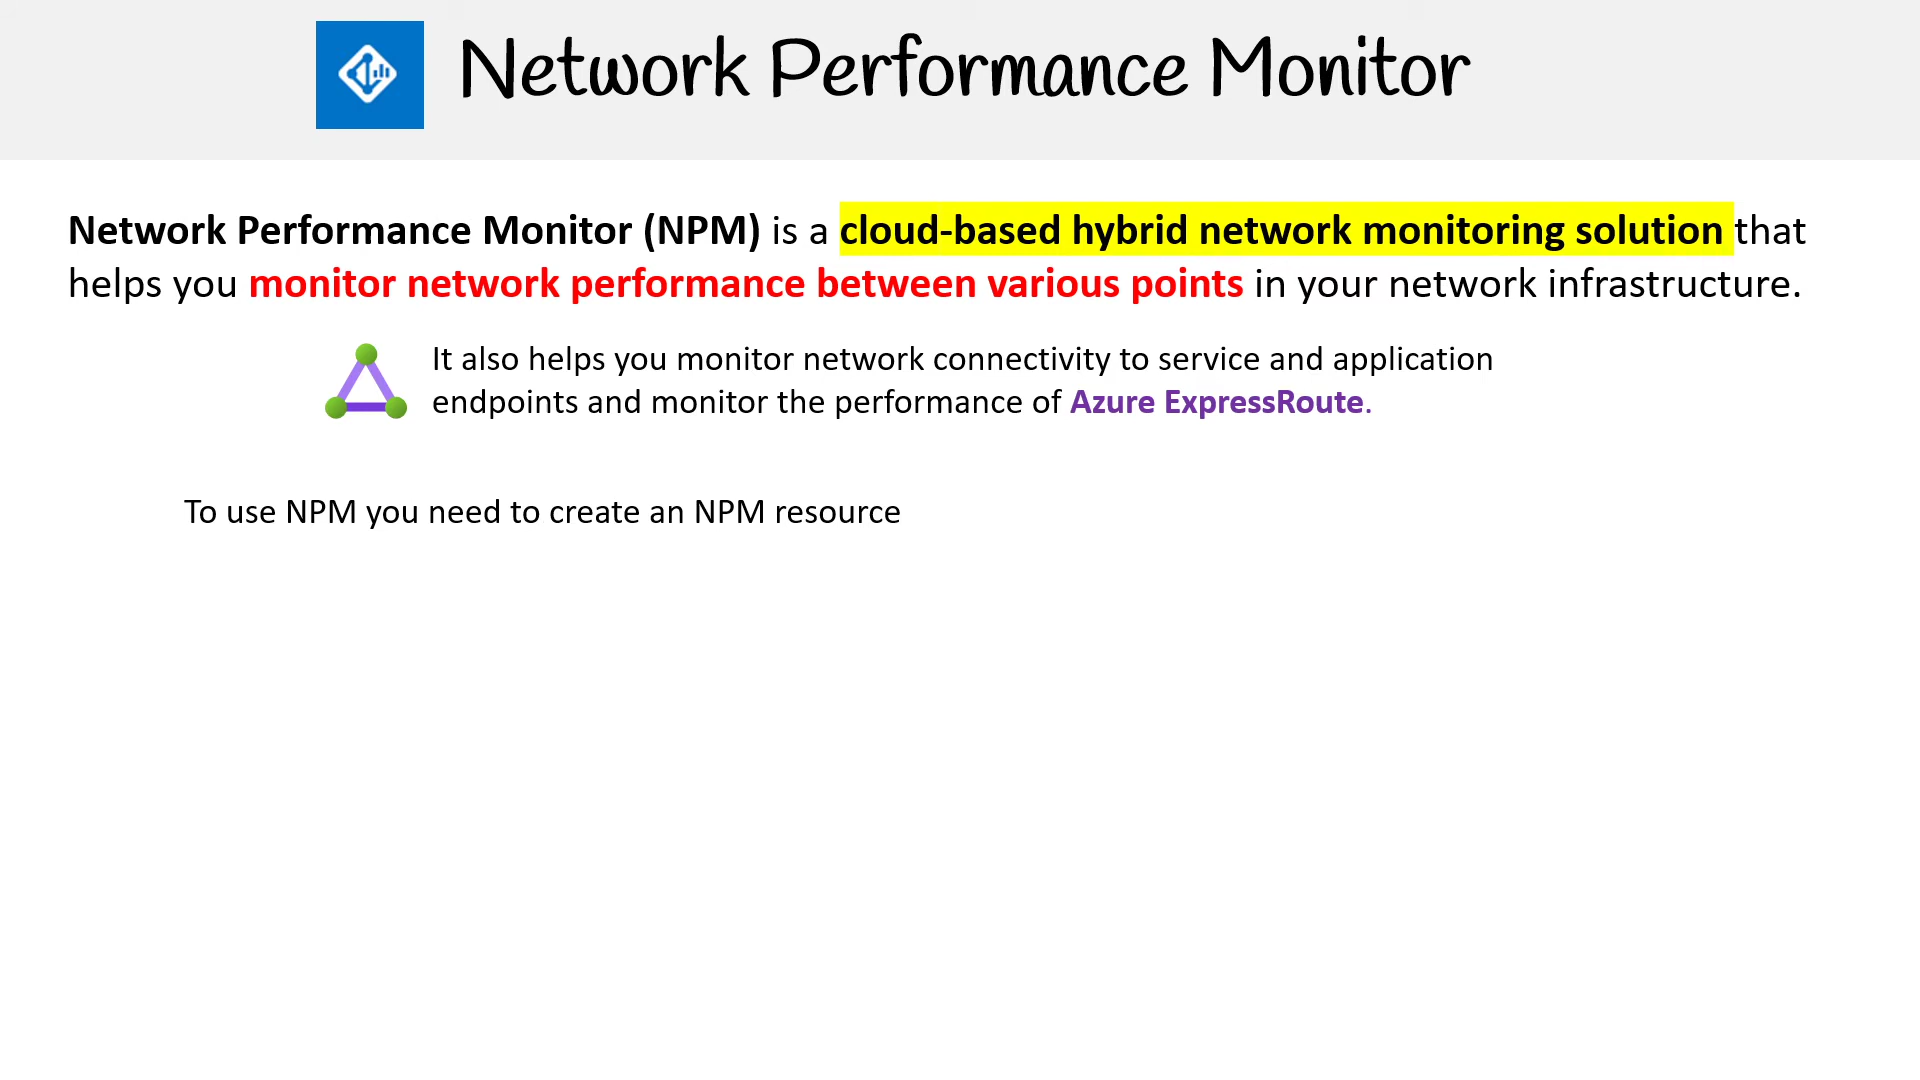 Network Performance Monitor
Network Performance Monitor (NPM) is a cloud-based hybrid network monitoring solution that
helps you monitor network performance between various points in your network infrastructure.
It also helps you monitor network connectivity to service and application
endpoints and monitor the performance of Azure ExpressRoute.
To use NPM you need to create an NPM resource